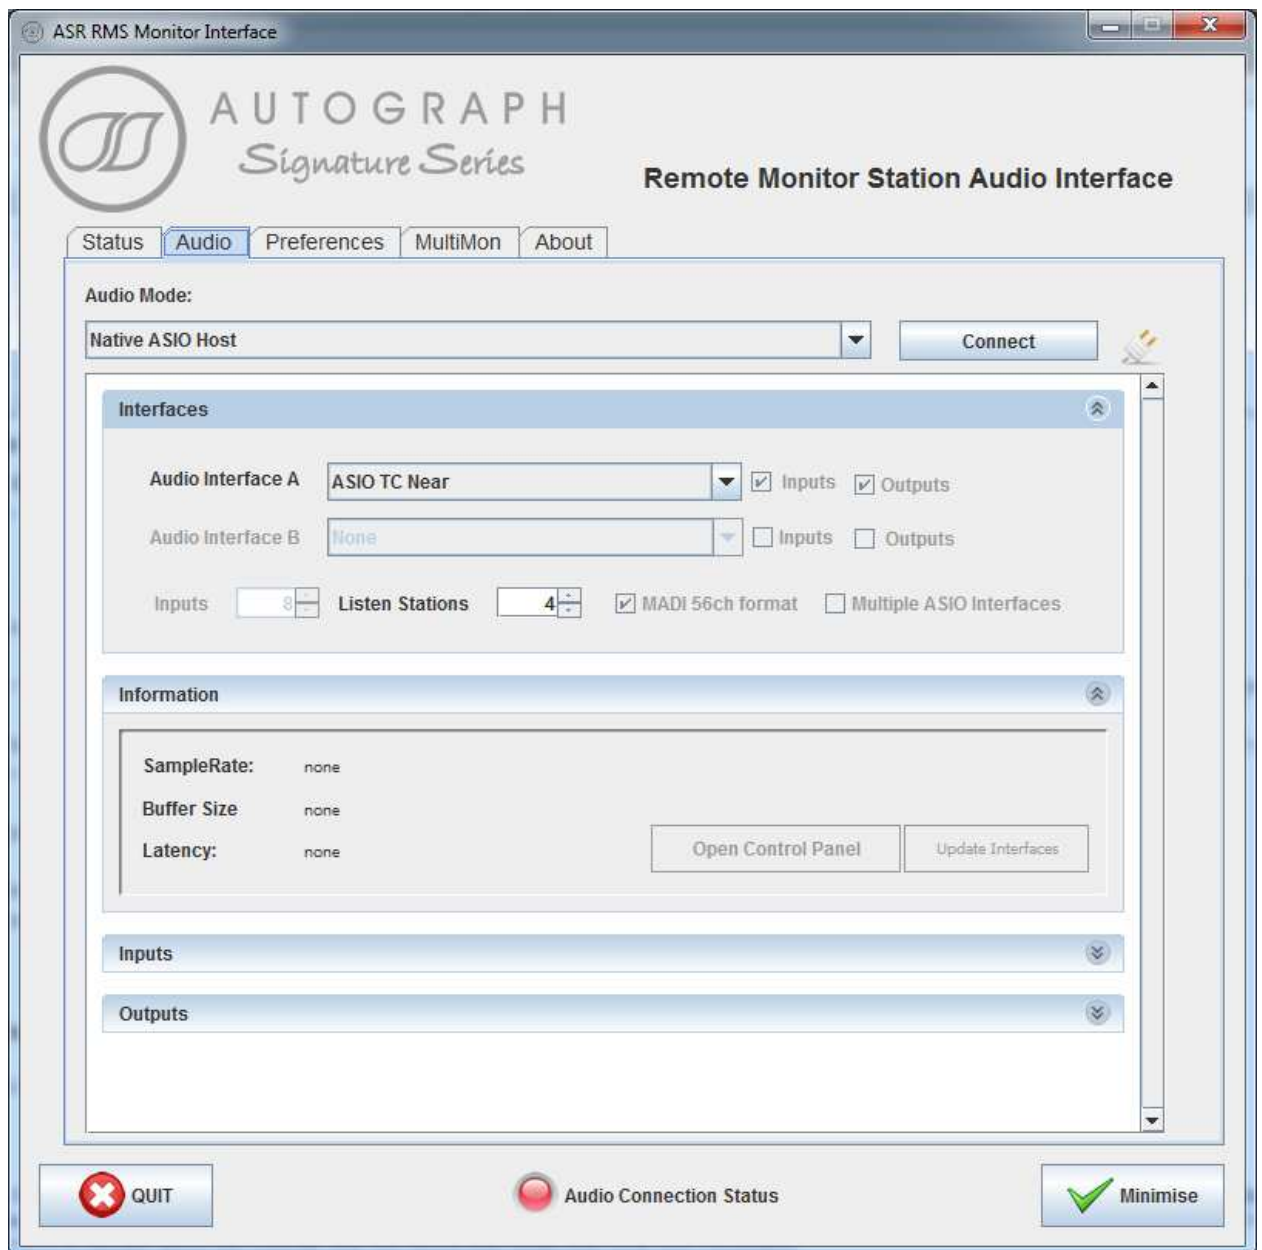 ASR RMS Monitor Interface
AUTOGRAPH
Signature Series
Remote Monitor Station Audio Interface
Status Audio Preferences MultiMon About
Audio Mode:
Native ASIO Host Connect
Interfaces
Audio Interface A ASIO TC Near Inputs Outputs
Audio Interface B None Inputs Outputs
Inputs 8 Listen Stations 4 MADI 56ch format Multiple ASIO Interfaces
Information
SampleRate: none
Buffer Size none
Latency: none Open Control Panel Update Interfaces
Inputs
Outputs
QUIT Audio Connection Status Minimise